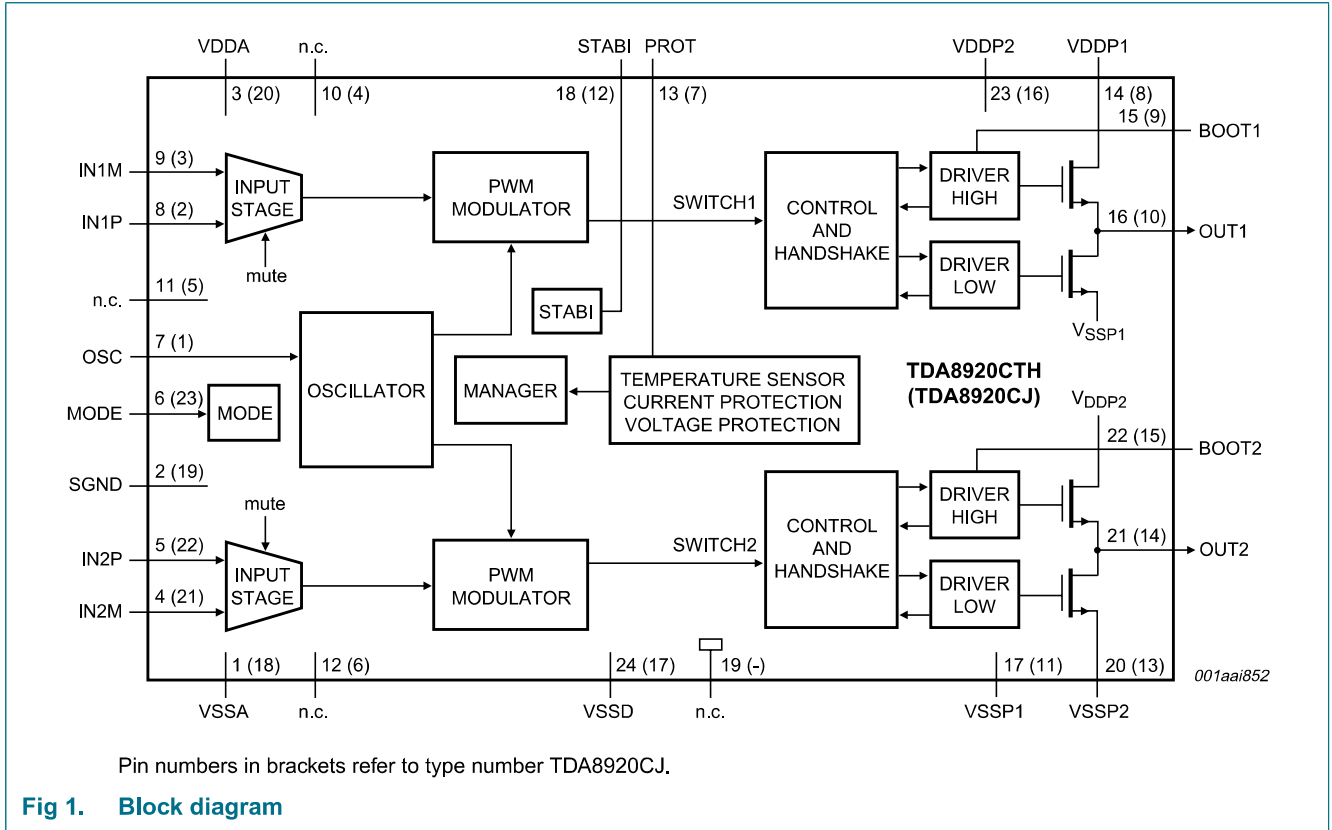 VDDA n.c. STABI PROT VDDP2 VDDP1
3 (20) 10 (4) 18 (12) 13 (7) 23 (16) 14 (8)
15 (9) BOOT1
IN1M 9 (3)
INPUT
STAGE
IN1P 8 (2)
mute
PWM
MODULATOR
SWITCH1
CONTROL
AND
HANDSHAKE
DRIVER
HIGH
DRIVER
LOW
16 (10) OUT1
VSSP1
n.c. 11 (5)
STABI
OSC 7 (1)
OSCILLATOR
MANAGER
TEMPERATURE SENSOR
CURRENT PROTECTION
VOLTAGE PROTECTION
TDA8920CTH
(TDA8920CJ)
MODE 6 (23) MODE
VDDP2
22 (15) BOOT2
SGND 2 (19)
mute
IN2P 5 (22)
INPUT
STAGE
IN2M 4 (21)
PWM
MODULATOR
SWITCH2
CONTROL
AND
HANDSHAKE
DRIVER
HIGH
DRIVER
LOW
21 (14) OUT2
1 (18) 12 (6) 24 (17) 19 (-) 17 (11) 20 (13)
001aai852
VSSA n.c. VSSD n.c. VSSP1 VSSP2
Pin numbers in brackets refer to type number TDA8920CJ.
Fig 1. Block diagram